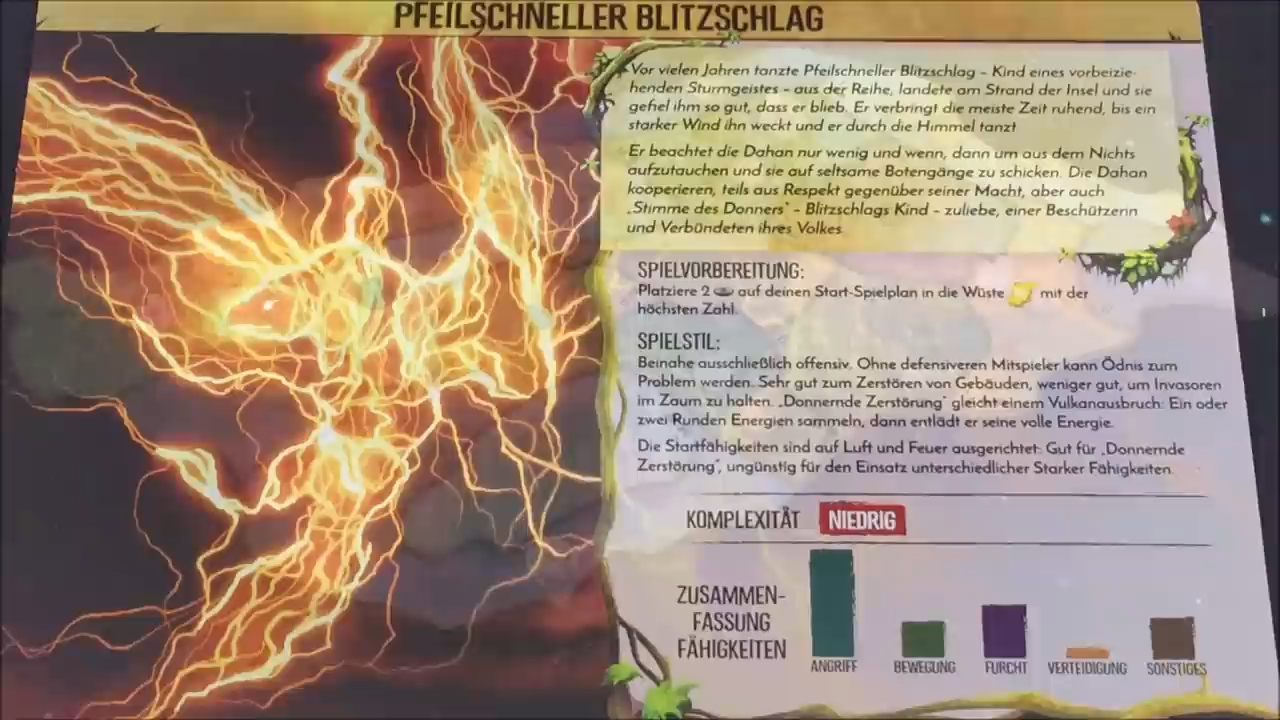 PFEILSCHNELLER BLITZSCHLAG
Vor vielen Jahren tanzte Pfeilschneller Blitzschlag – Kind eines vorbeizie-
henden Sturmgeistes – aus der Reihe, landete am Strand der Insel und sie
gefiel ihm so gut, dass er blieb. Er verbringt die meiste Zeit ruhend, bis ein
starker Wind ihn weckt und er durch die Himmel tanzt.
Er beachtet die Dahan nur wenig und wenn, dann um aus dem Nichts
aufzutauchen und sie auf seltsame Botengänge zu schicken. Die Dahan
kooperieren, teils aus Respekt gegenüber seiner Macht, aber auch
„Stimme des Donners“ – Blitzschlags Kind – zuliebe, einer Beschützerin
und Verbündeten ihres Volkes.
SPIELVORBEREITUNG:
Platziere 2 auf deinen Start-Spielplan in die Wüste mit der
höchsten Zahl.
SPIELSTIL:
Beinahe ausschließlich offensiv. Ohne defensiveren Mitspieler kann Ödnis zum
Problem werden. Sehr gut zum Zerstören von Gebäuden, weniger gut, um Invasoren
im Zaum zu halten. „Donnernde Zerstörung“ gleicht einem Vulkanausbruch: Ein oder
zwei Runden Energien sammeln, dann entlädt er seine volle Energie.
Die Startfähigkeiten sind auf Luft und Feuer ausgerichtet: Gut für „Donnernde
Zerstörung“, ungünstig für den Einsatz unterschiedlicher Starker Fähigkeiten.
KOMPLEXITÄT NIEDRIG
ZUSAMMEN-
FASSUNG
FÄHIGKEITEN
ANGRIFF BEWEGUNG FURCHT VERTEIDIGUNG SONSTIGES